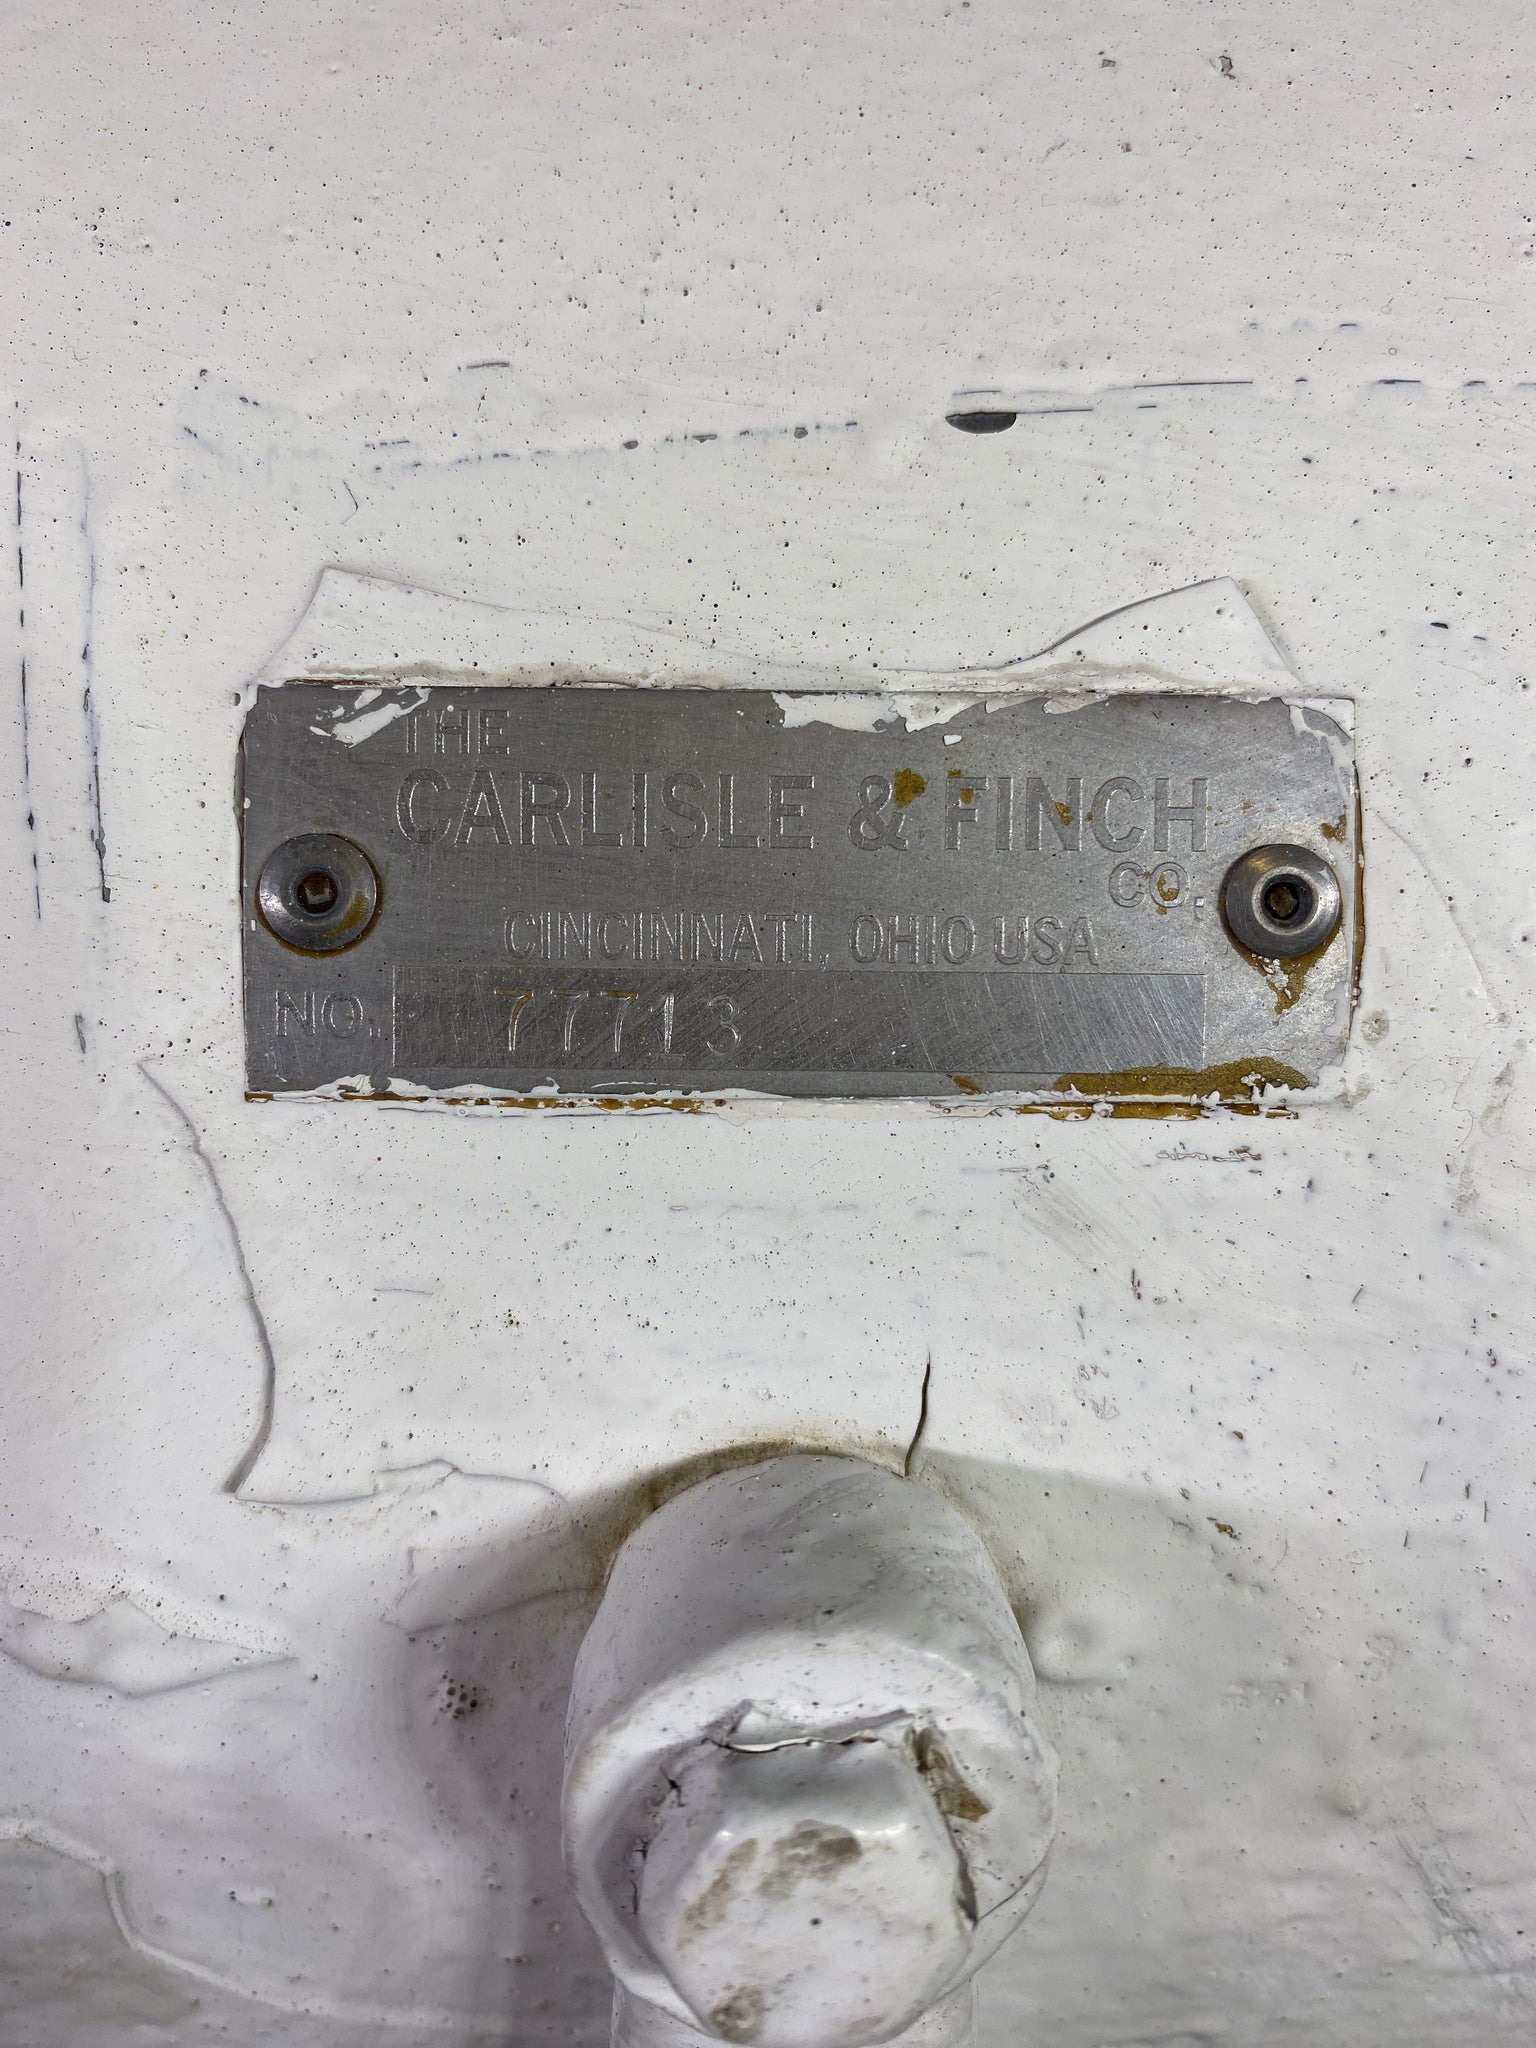 THE
CARLISLE & FINCH
CO.
CINCINNATI, OHIO USA
NO. 77713